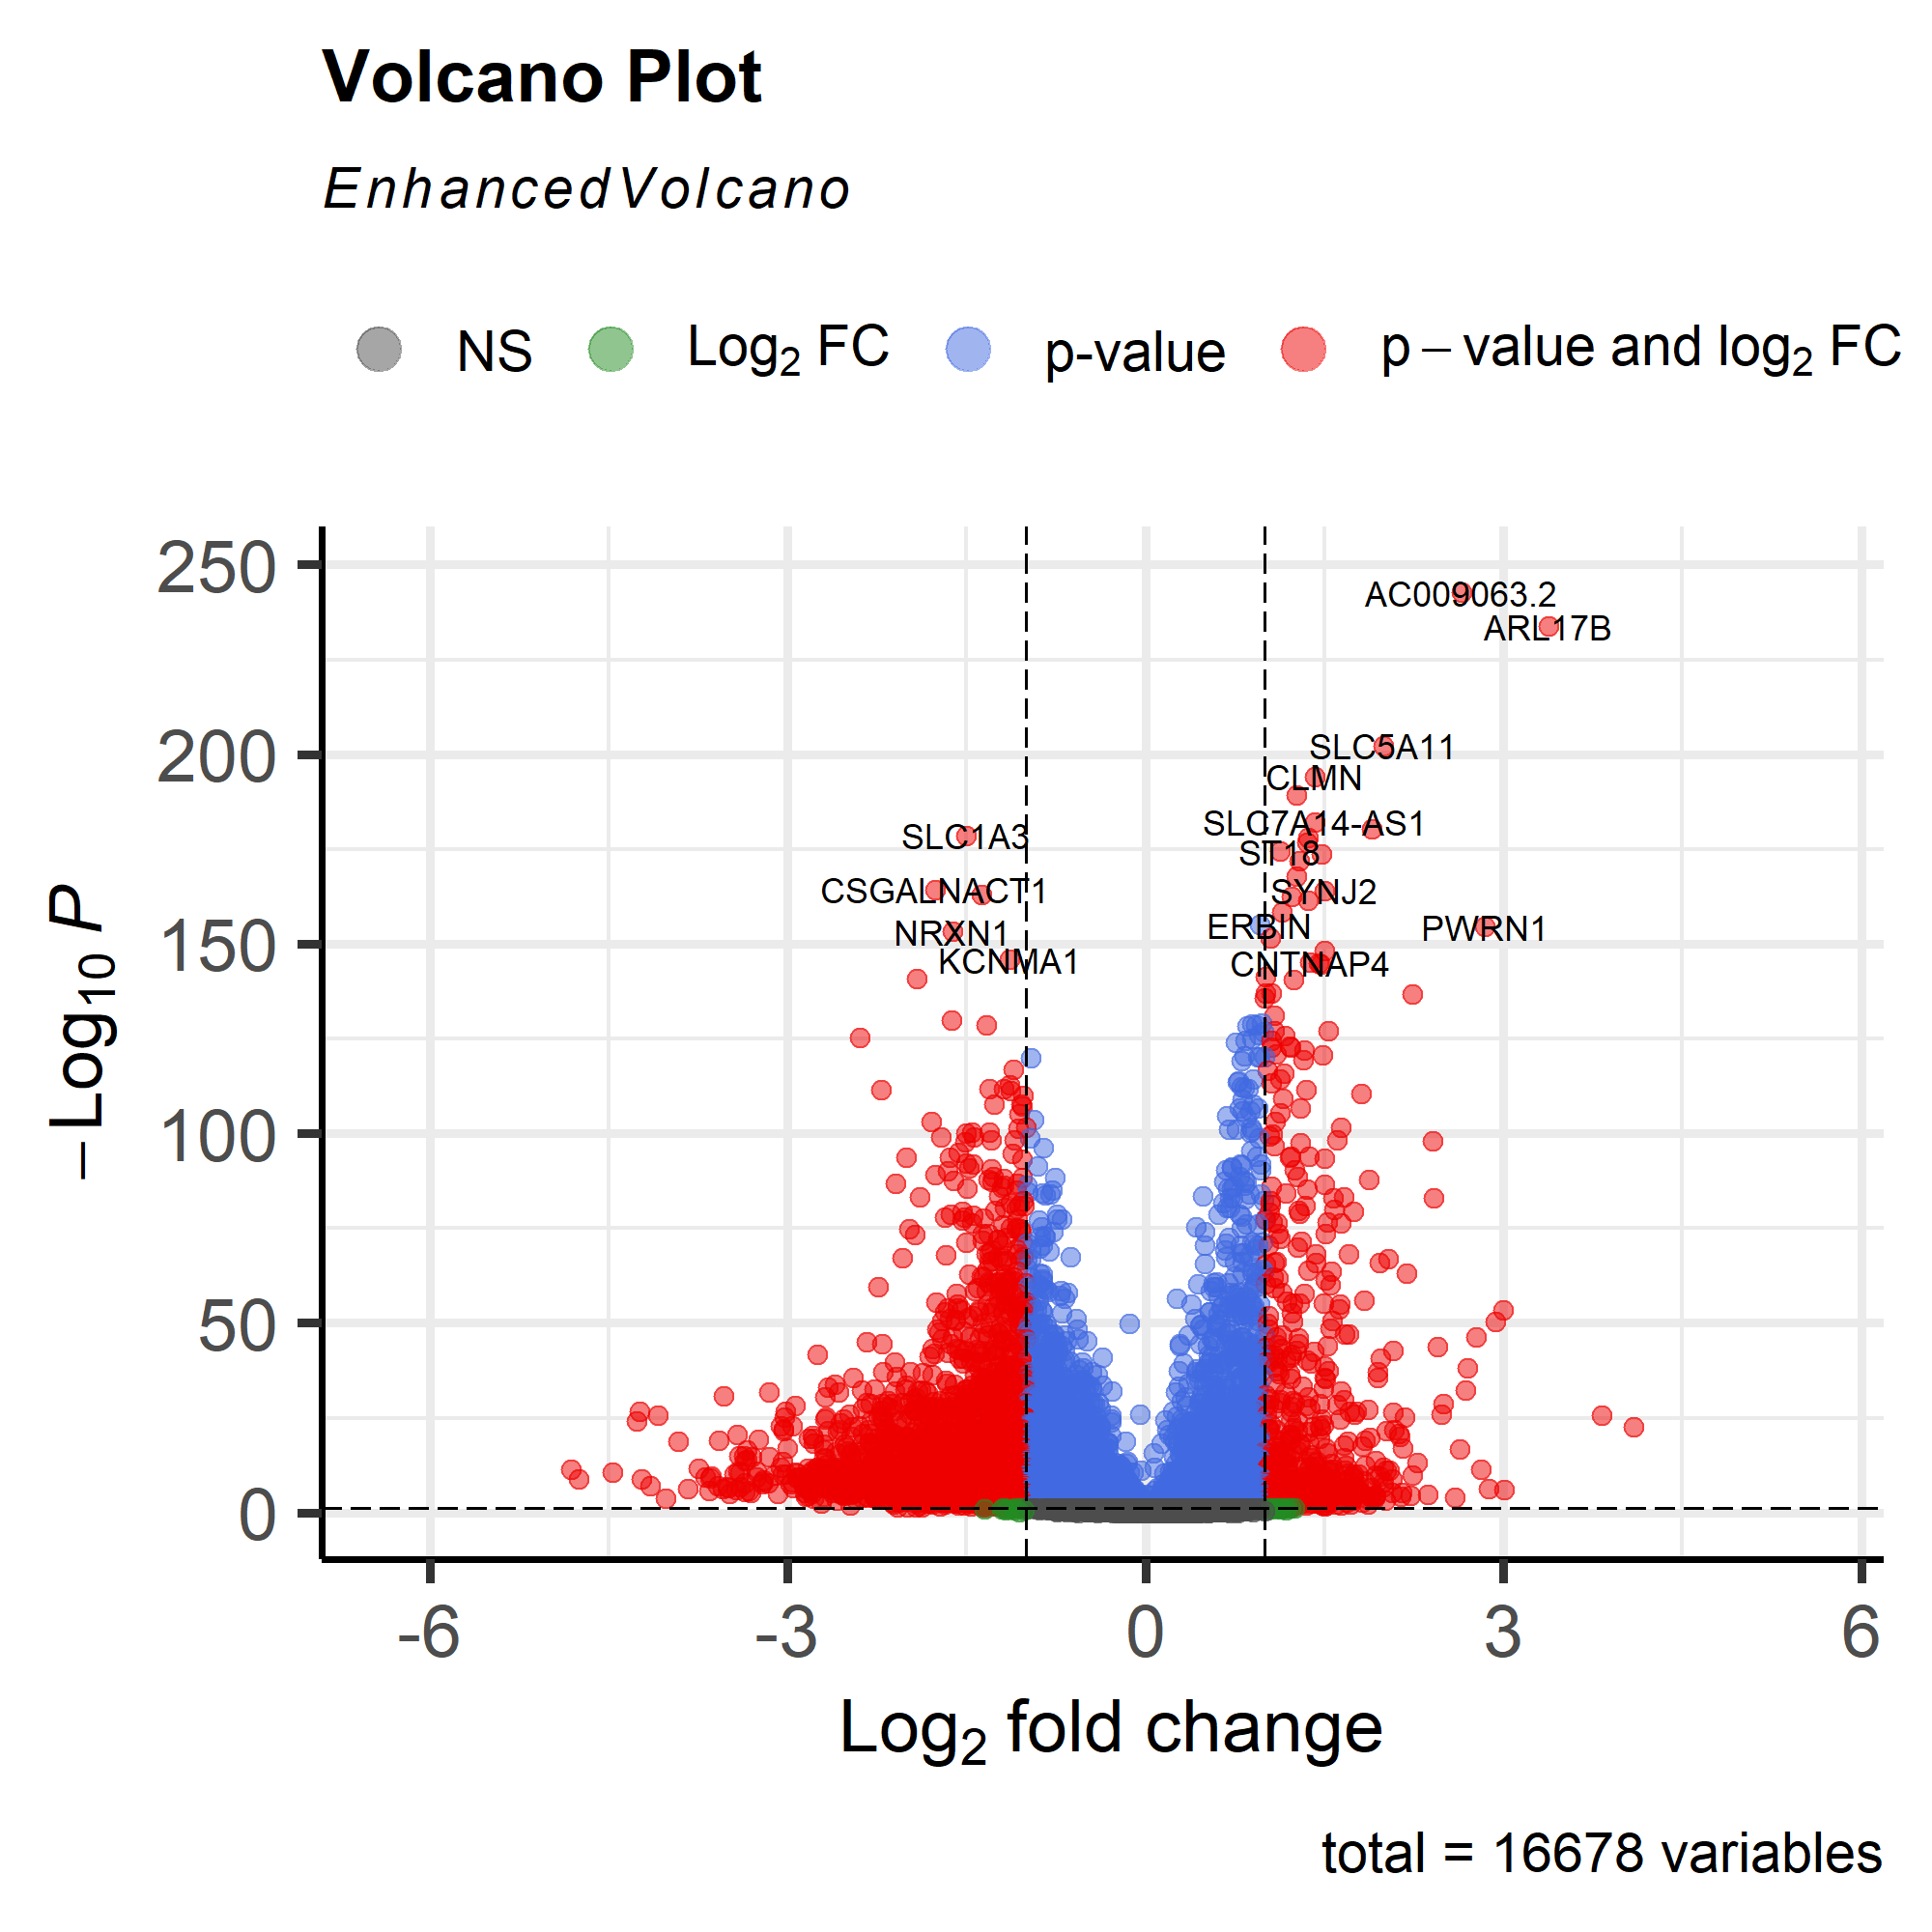 Volcano Plot
EnhancedVolcano
NS Log₂ FC p-value p – value and log₂ FC
250
AC009063.2
ARL17B
200
SLC5A11
CLMN
SLC7A14-AS1
SLC1A3
ST18
CSGALNACT1
SYNJ2
ERBIN
PWRN1
150
NRXN1
KCNMA1
CNTNAP4
100
50
0
–Log₁₀ P
-6 -3 0 3 6
Log₂ fold change
total = 16678 variables